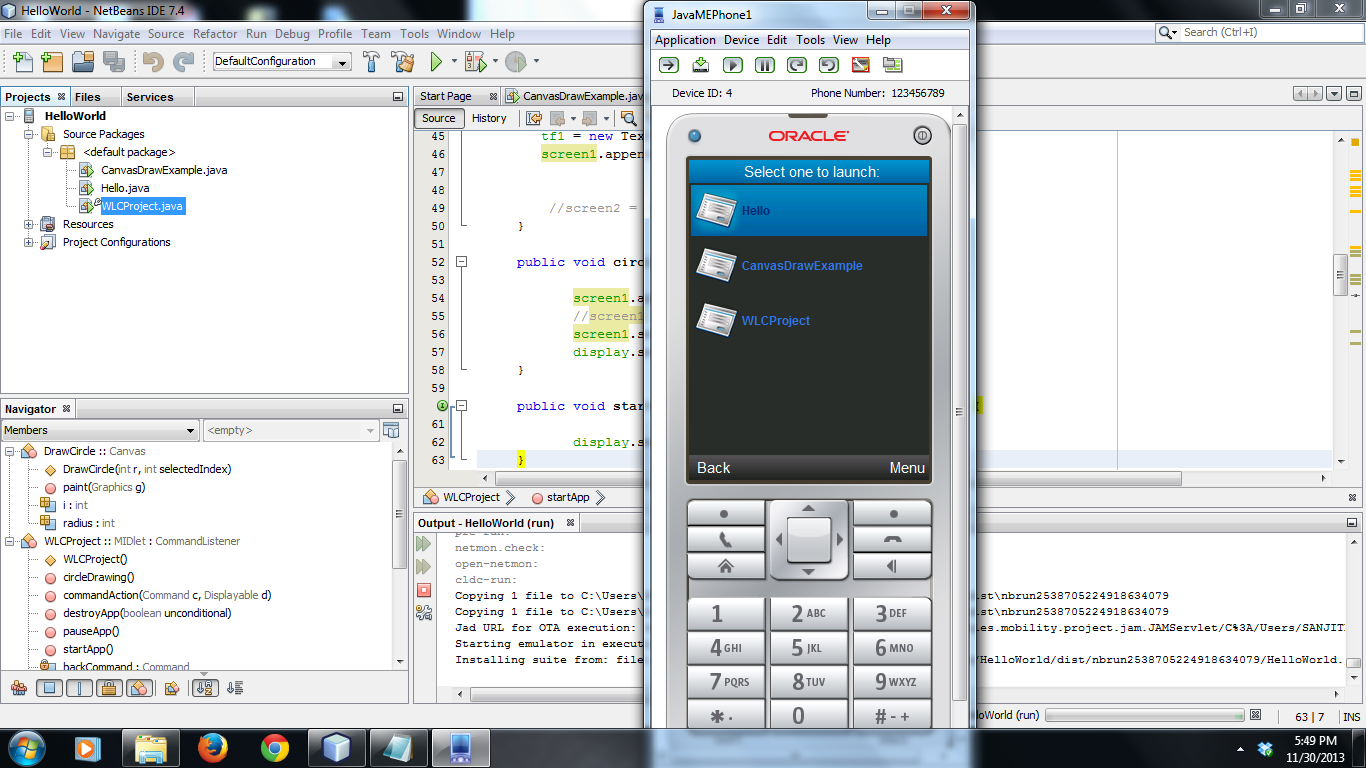 HelloWorld - NetBeans IDE 7.4
File Edit View Navigate Source Refactor Run Debug Profile Team Tools Window Help
Search (Ctrl+I)
DefaultConfiguration
Projects Files Services
HelloWorld
Source Packages
<default package>
CanvasDrawExample.java
Hello.java
WLCProject.java
Resources
Project Configurations
Navigator
Members
<empty>
DrawCircle :: Canvas
DrawCircle(int r, int selectedIndex)
paint(Graphics g)
i : int
radius : int
WLCProject :: MIDlet : CommandListener
WLCProject()
circleDrawing()
commandAction(Command c, Displayable d)
destroyApp(boolean unconditional)
pauseApp()
startApp()
backCommand : Command
Start Page CanvasDrawExample.jav
Source History
45 tf1 = new Tex
46 screen1.appen
47
48
49 //screen2 =
50 }
51
52 public void circ
53
54 screen1.a
55 //screen1
56 screen1.s
57 display.s
58 }
59
60 public void star
61
62 display.s
63 }
WLCProject startApp
Output - HelloWorld (run)
pre-run:
netmon.check:
open-netmon:
cldc-run:
Copying 1 file to C:\Users\ ist\nbrun2538705224918634079
Copying 1 file to C:\Users\ ist\nbrun2538705224918634079
Jad URL for OTA execution: es.mobility.project.jam.JAMServlet/C%3A/Users/SANJIT
Starting emulator in execut
Installing suite from: file /HelloWorld/dist/nbrun2538705224918634079/HelloWorld.
loWorld (run)
63 | 7 INS
JavaMEPhone1
Application Device Edit Tools View Help
Device ID: 4 Phone Number: 123456789
ORACLE
Select one to launch:
Hello
CanvasDrawExample
WLCProject
Back Menu
1 2 ABC 3 DEF
4 GHI 5 JKL 6 MNO
7 PQRS 8 TUV 9 WXYZ
* . 0 # - +
5:49 PM
11/30/2013